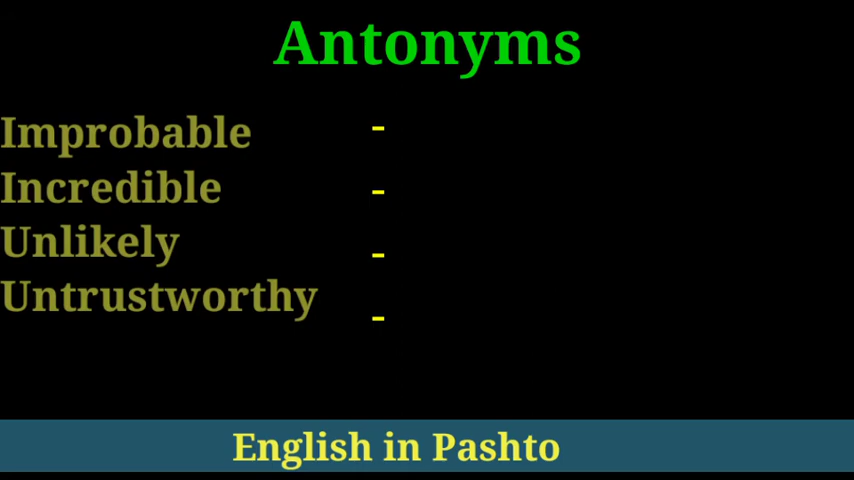 Antonyms
Improbable -
Incredible -
Unlikely -
Untrustworthy -
English in Pashto